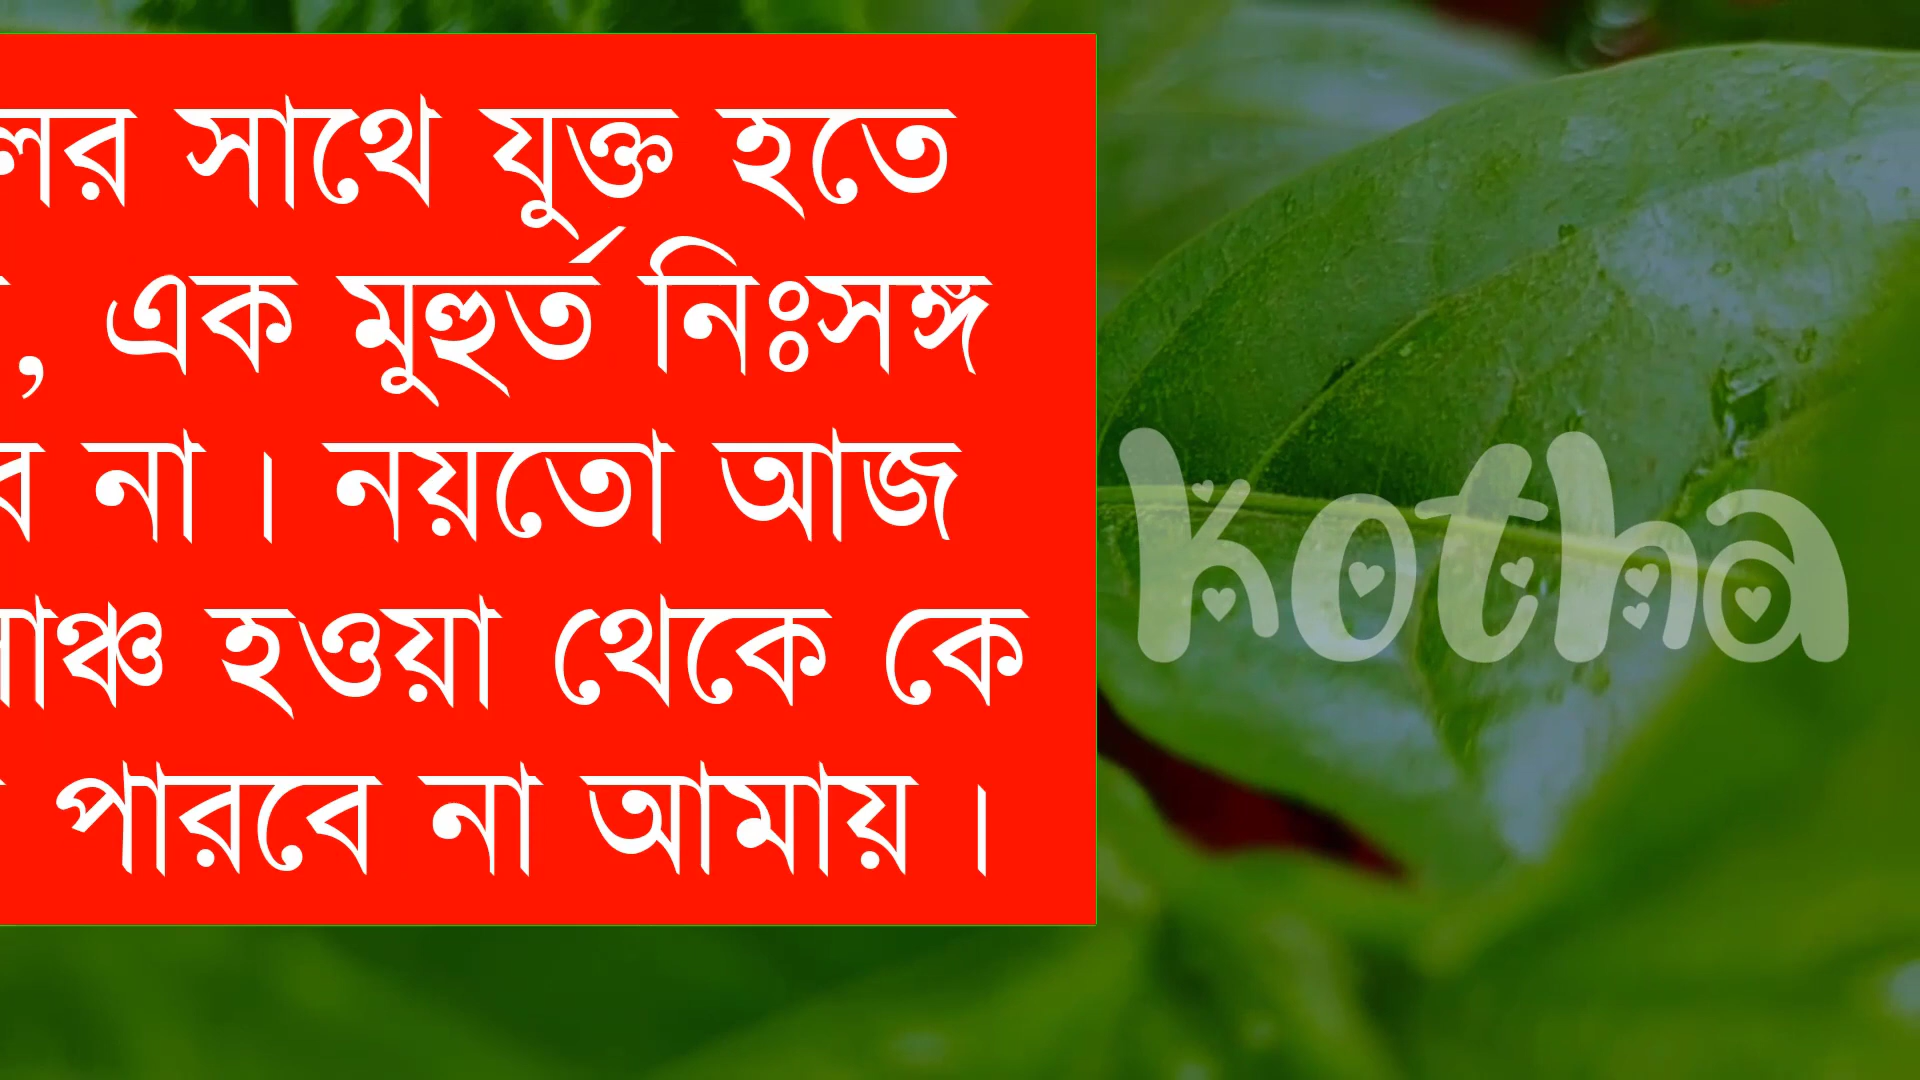 সাথে যুক্ত হতে
, এক মুহুর্ত নিঃসঙ্গ
না । নয়তো আজ
হওয়া থেকে কে
পারবে না আমায় ।
kotha